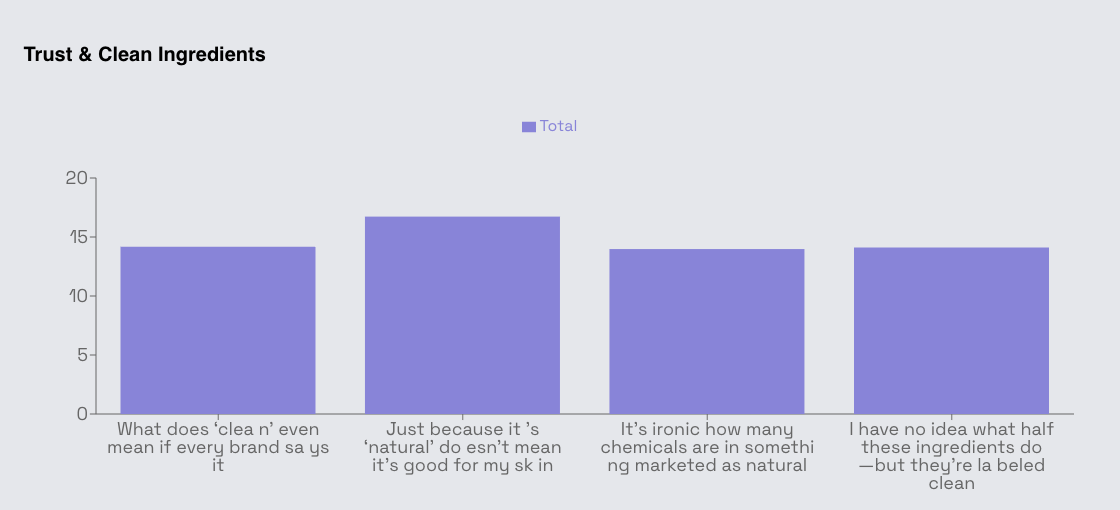 Trust & Clean Ingredients
Total
20
15
10
5
0
What does ‘clea n’ even
mean if every brand sa ys
it
Just because it ’s
‘natural’ do esn’t mean
it’s good for my sk in
It’s ironic how many
chemicals are in somethi
ng marketed as natural
I have no idea what half
these ingredients do
—but they’re la beled
clean